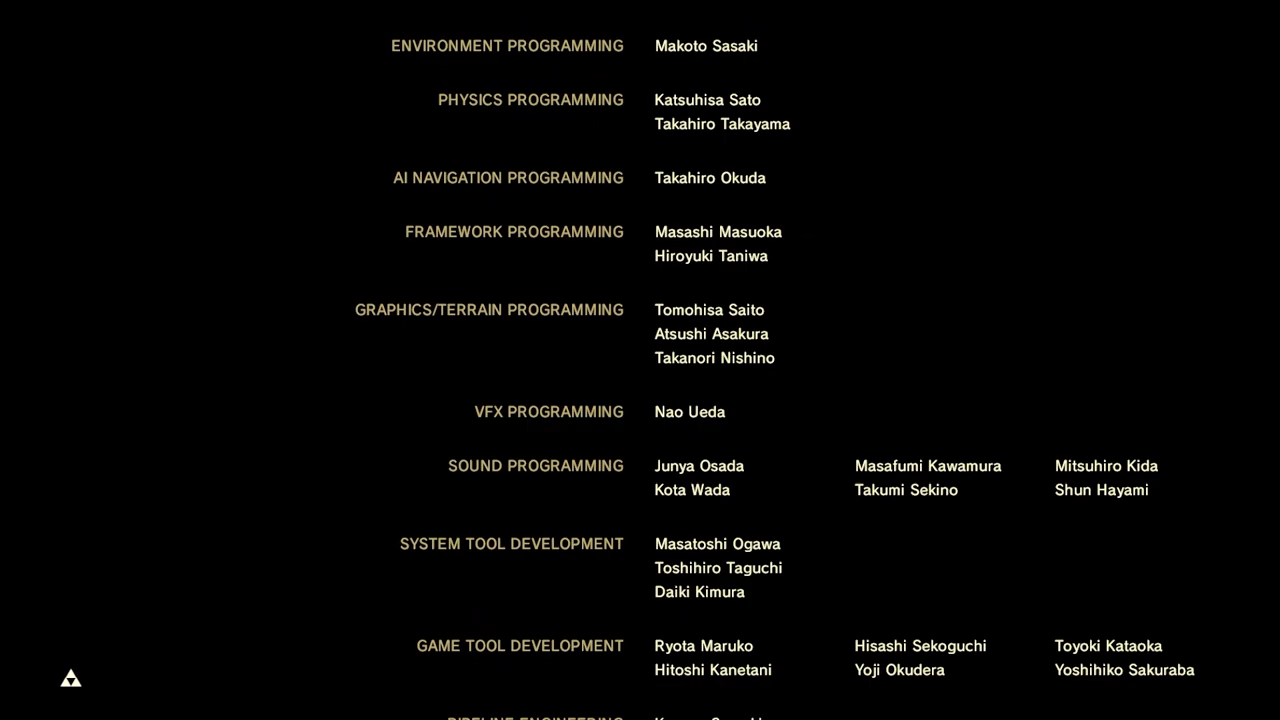 ENVIRONMENT PROGRAMMING Makoto Sasaki
PHYSICS PROGRAMMING Katsuhisa Sato
Takahiro Takayama
AI NAVIGATION PROGRAMMING Takahiro Okuda
FRAMEWORK PROGRAMMING Masashi Masuoka
Hiroyuki Taniwa
GRAPHICS/TERRAIN PROGRAMMING Tomohisa Saito
Atsushi Asakura
Takanori Nishino
VFX PROGRAMMING Nao Ueda
SOUND PROGRAMMING Junya Osada Masafumi Kawamura Mitsuhiro Kida
Kota Wada Takumi Sekino Shun Hayami
SYSTEM TOOL DEVELOPMENT Masatoshi Ogawa
Toshihiro Taguchi
Daiki Kimura
GAME TOOL DEVELOPMENT Ryota Maruko Hisashi Sekoguchi Toyoki Kataoka
Hitoshi Kanetani Yoji Okudera Yoshihiko Sakuraba
PIPELINE ENGINEERING